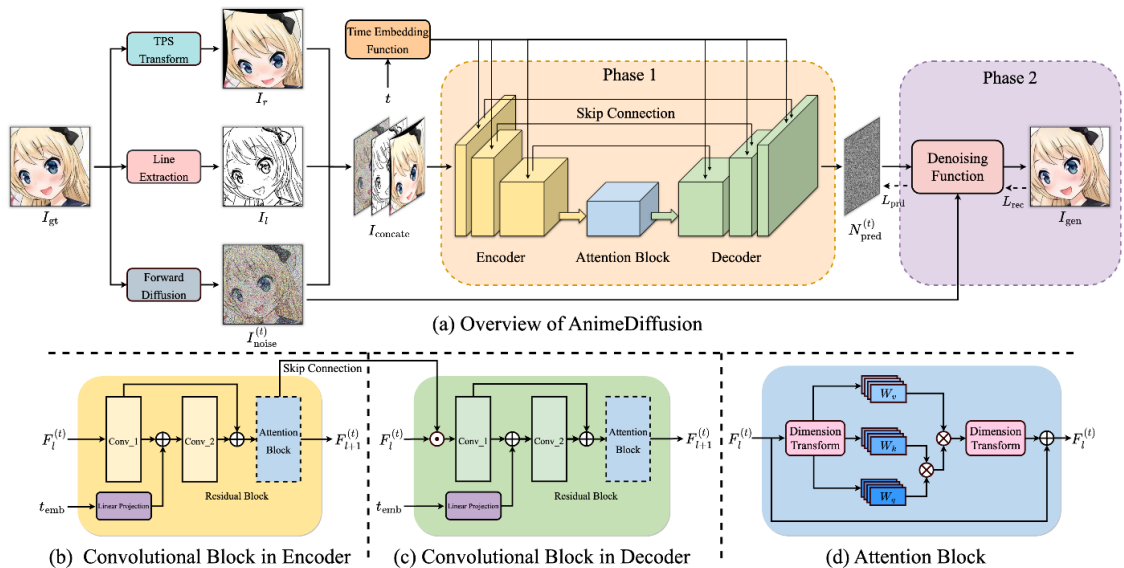 TPS
Transform
I_r
Time Embedding
Function
t
Phase 1
Phase 2
Skip Connection
Line
Extraction
I_gt
I_l
I_concate
Encoder
Attention Block
Decoder
N_pred^(t)
L_prd
Denoising
Function
L_rec
I_gen
Forward
Diffusion
I_noise^(t)
(a) Overview of AnimeDiffusion
Skip Connection
F_l^(t)
Conv_1
Conv_2
Attention
Block
F_{l+1}^(t)
Residual Block
t_emb
Linear Projection
(b) Convolutional Block in Encoder
F_l^(t)
Conv_1
Conv_2
Attention
Block
F_{l+1}^(t)
Residual Block
t_emb
Linear Projection
(c) Convolutional Block in Decoder
F_l^(t)
Dimension
Transform
W_v
W_k
W_q
Dimension
Transform
F_l^(t)
(d) Attention Block